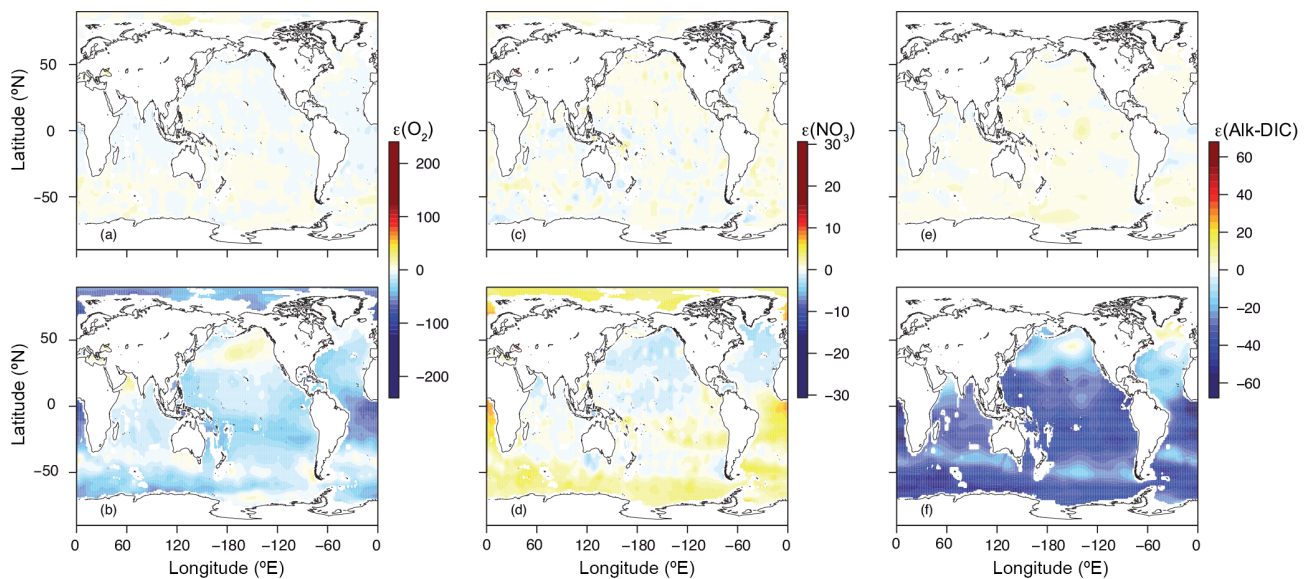 50
0
−50
Latitude (ºN)
(a)
ε(O2)
200
100
0
−100
−200
(c)
ε(NO3)
30
20
10
0
−10
−20
−30
(e)
ε(Alk-DIC)
60
40
20
0
−20
−40
−60
50
0
−50
Latitude (ºN)
(b)
0 60 120 −180 −120 −60 0
Longitude (ºE)
(d)
0 60 120 −180 −120 −60 0
Longitude (ºE)
(f)
0 60 120 −180 −120 −60 0
Longitude (ºE)